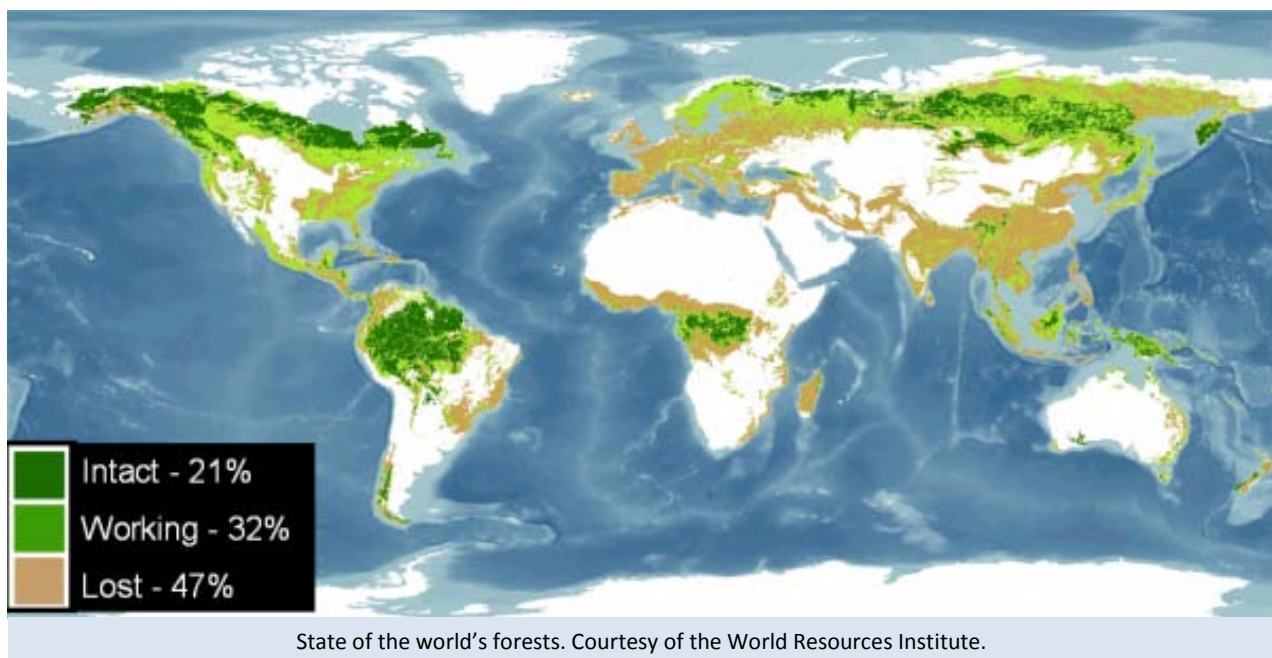 Intact - 21%
Working - 32%
Lost - 47%
State of the world’s forests. Courtesy of the World Resources Institute.